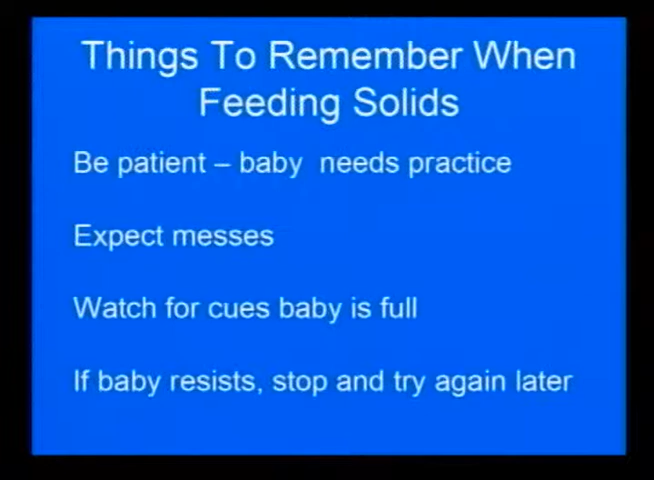 Things To Remember When
Feeding Solids
Be patient – baby needs practice
Expect messes
Watch for cues baby is full
If baby resists, stop and try again later